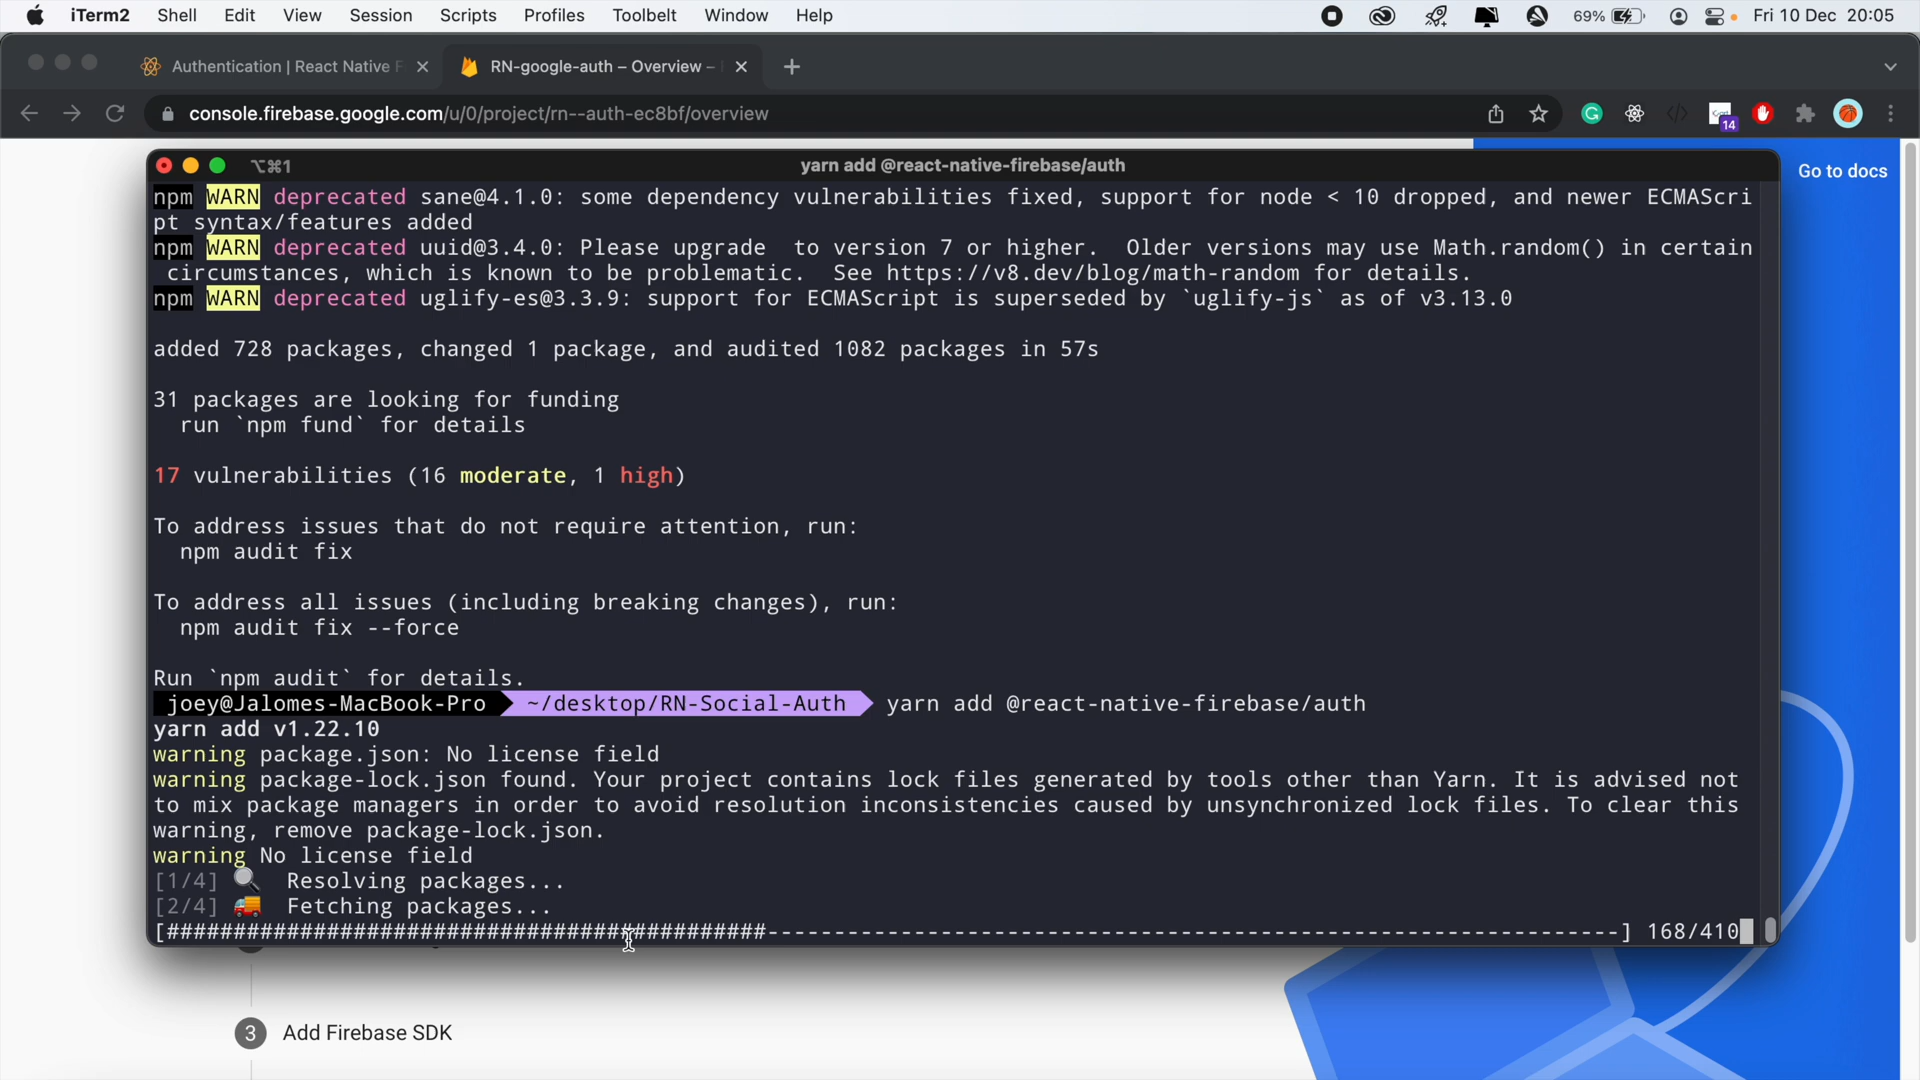 iTerm2 Shell Edit View Session Scripts Profiles Toolbelt Window Help 69% Fri 10 Dec 20:05
Authentication | React Native F RN-google-auth – Overview –
console.firebase.google.com/u/0/project/rn--auth-ec8bf/overview 14
Go to docs
⌥⌘1 yarn add @react-native-firebase/auth
npm WARN deprecated sane@4.1.0: some dependency vulnerabilities fixed, support for node < 10 dropped, and newer ECMAScri
pt syntax/features added
npm WARN deprecated uuid@3.4.0: Please upgrade  to version 7 or higher.  Older versions may use Math.random() in certain
 circumstances, which is known to be problematic.  See https://v8.dev/blog/math-random for details.
npm WARN deprecated uglify-es@3.3.9: support for ECMAScript is superseded by `uglify-js` as of v3.13.0
added 728 packages, changed 1 package, and audited 1082 packages in 57s
31 packages are looking for funding
  run `npm fund` for details
17 vulnerabilities (16 moderate, 1 high)
To address issues that do not require attention, run:
  npm audit fix
To address all issues (including breaking changes), run:
  npm audit fix --force
Run `npm audit` for details.
joey@Jalomes-MacBook-Pro ~/desktop/RN-Social-Auth yarn add @react-native-firebase/auth
yarn add v1.22.10
warning package.json: No license field
warning package-lock.json found. Your project contains lock files generated by tools other than Yarn. It is advised not
to mix package managers in order to avoid resolution inconsistencies caused by unsynchronized lock files. To clear this
warning, remove package-lock.json.
warning No license field
[1/4] 🔍 Resolving packages...
[2/4] 🚚 Fetching packages...
[#############################################----------------------------------------------------------------] 168/410
3 Add Firebase SDK